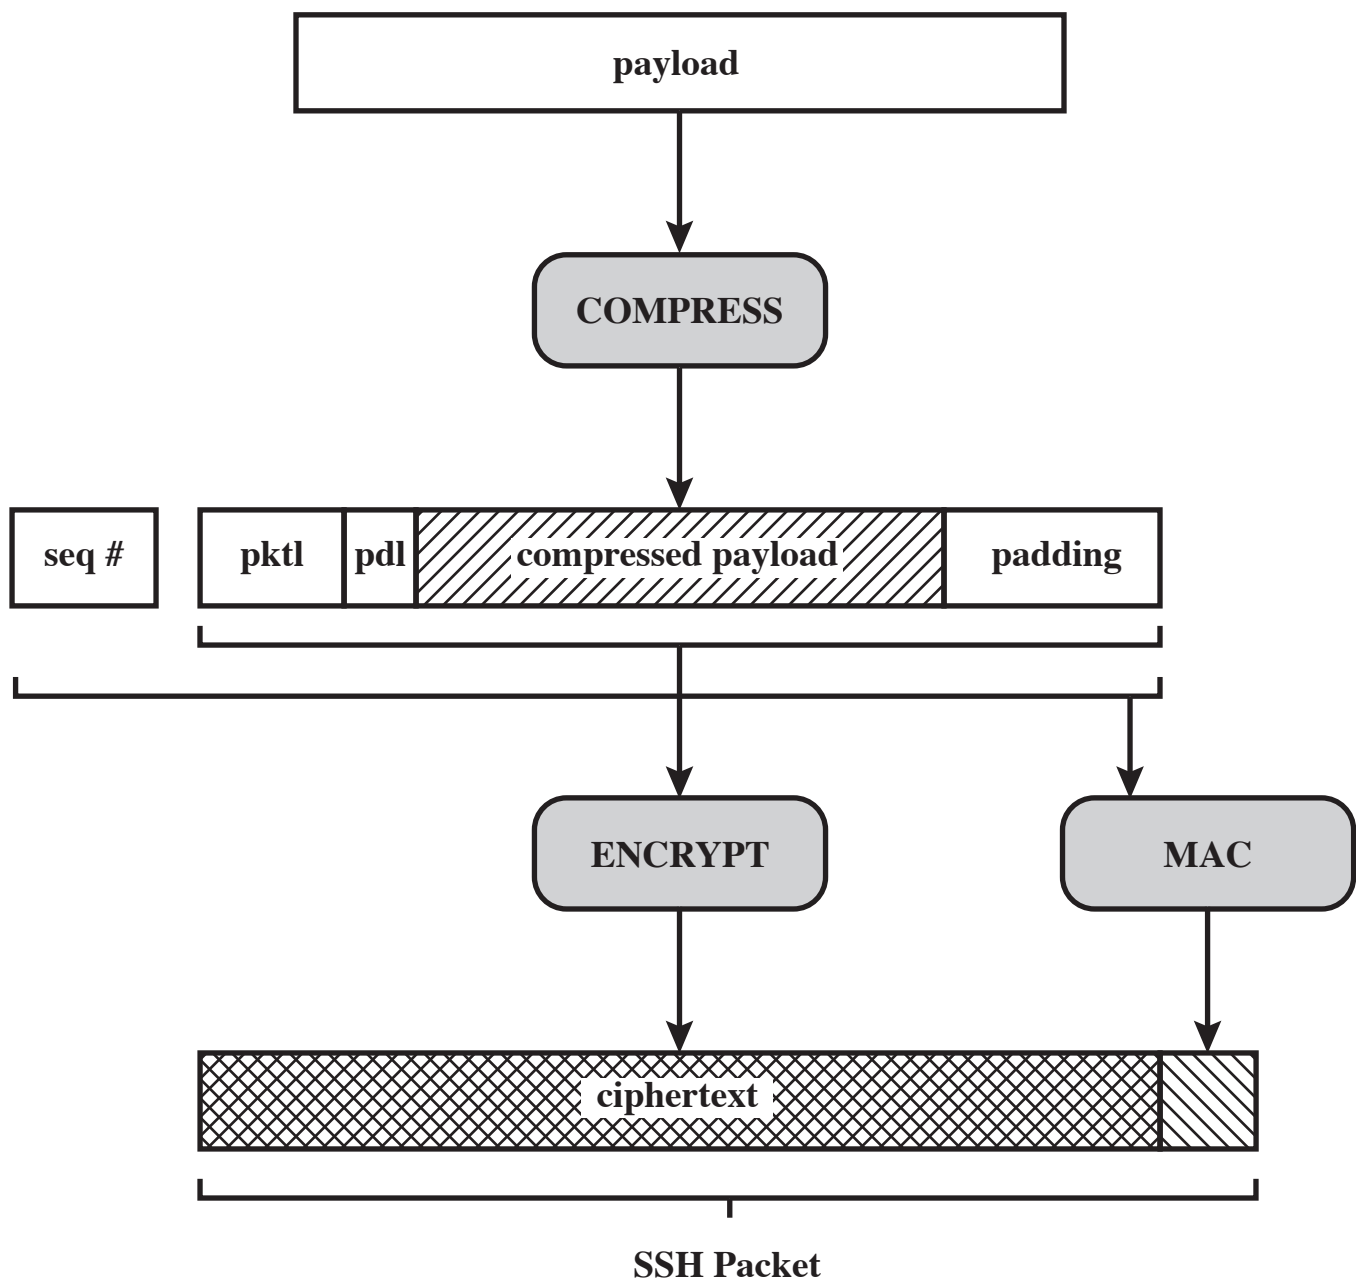 payload
COMPRESS
seq # pktl pdl compressed payload padding
ENCRYPT MAC
ciphertext
SSH Packet